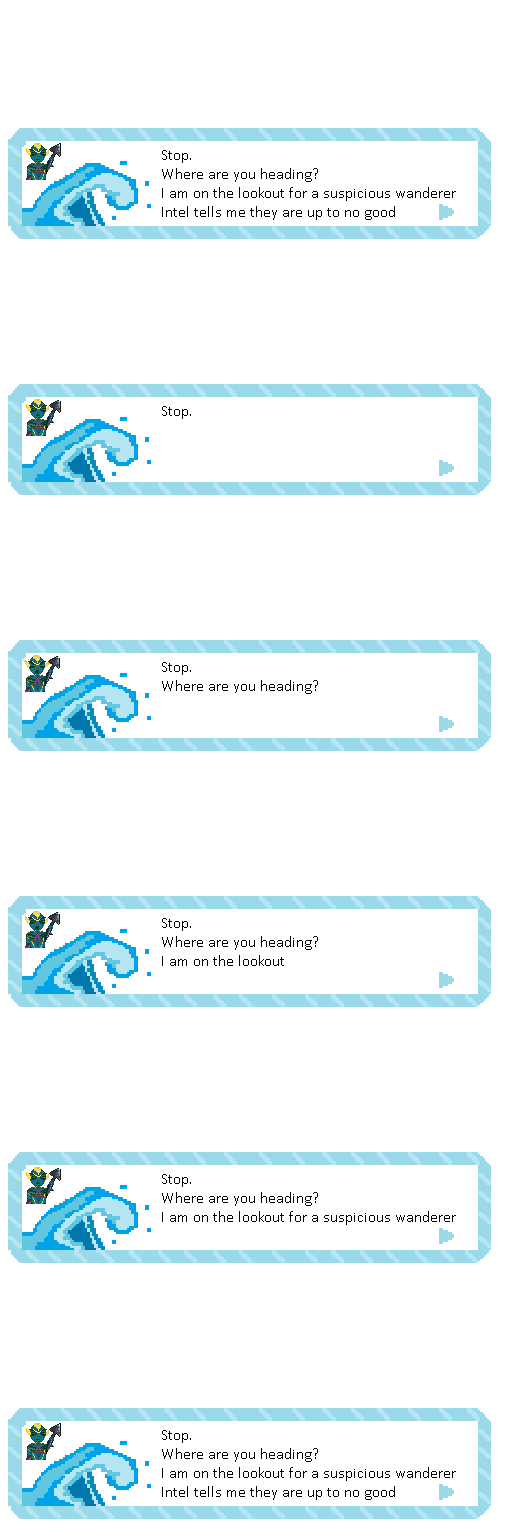 Stop.
Where are you heading?
I am on the lookout for a suspicious wanderer
Intel tells me they are up to no good
Stop.
Stop.
Where are you heading?
Stop.
Where are you heading?
I am on the lookout
Stop.
Where are you heading?
I am on the lookout for a suspicious wanderer
Stop.
Where are you heading?
I am on the lookout for a suspicious wanderer
Intel tells me they are up to no good